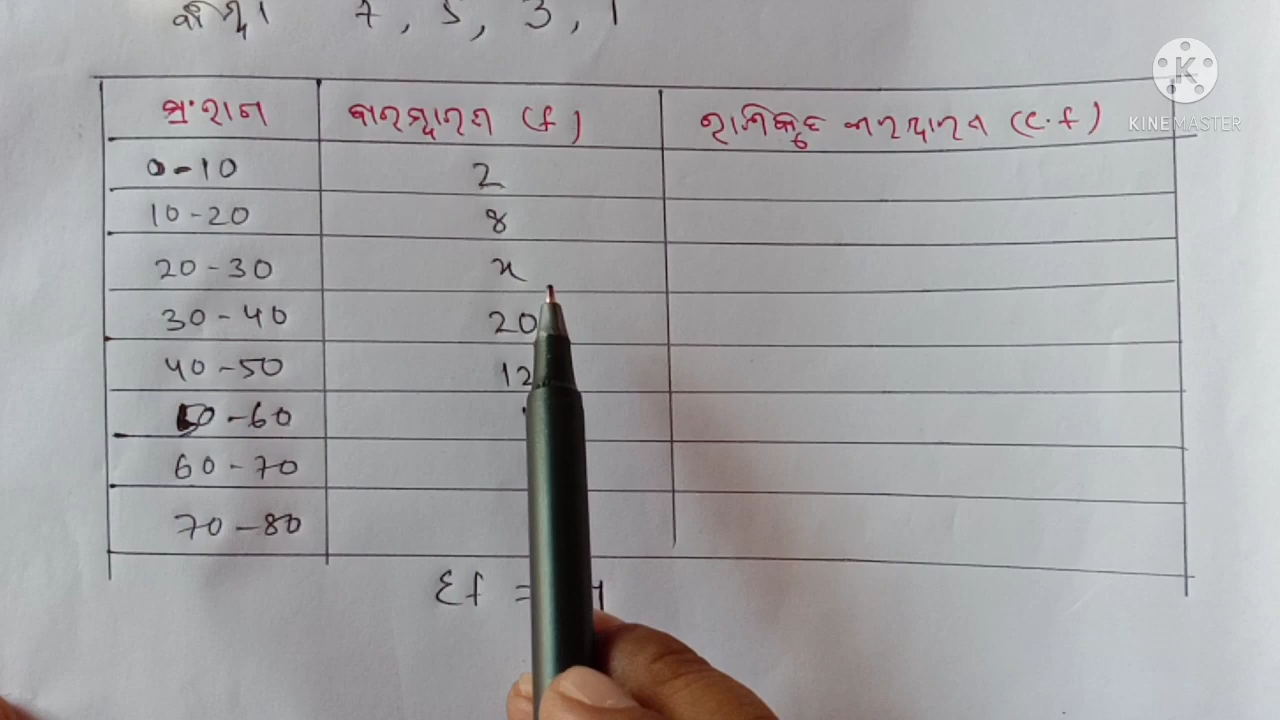 7, 5, 3, 1
ସଂଭାଗ ବାରମ୍ବାରତା (f) ରାଶିକୃତ ବାରମ୍ବାରତା (c.f)
0-10 2
10-20 8
20-30 x
30-40 20
40-50 12
50-60
60-70
70-80
Σf =
KINEMASTER